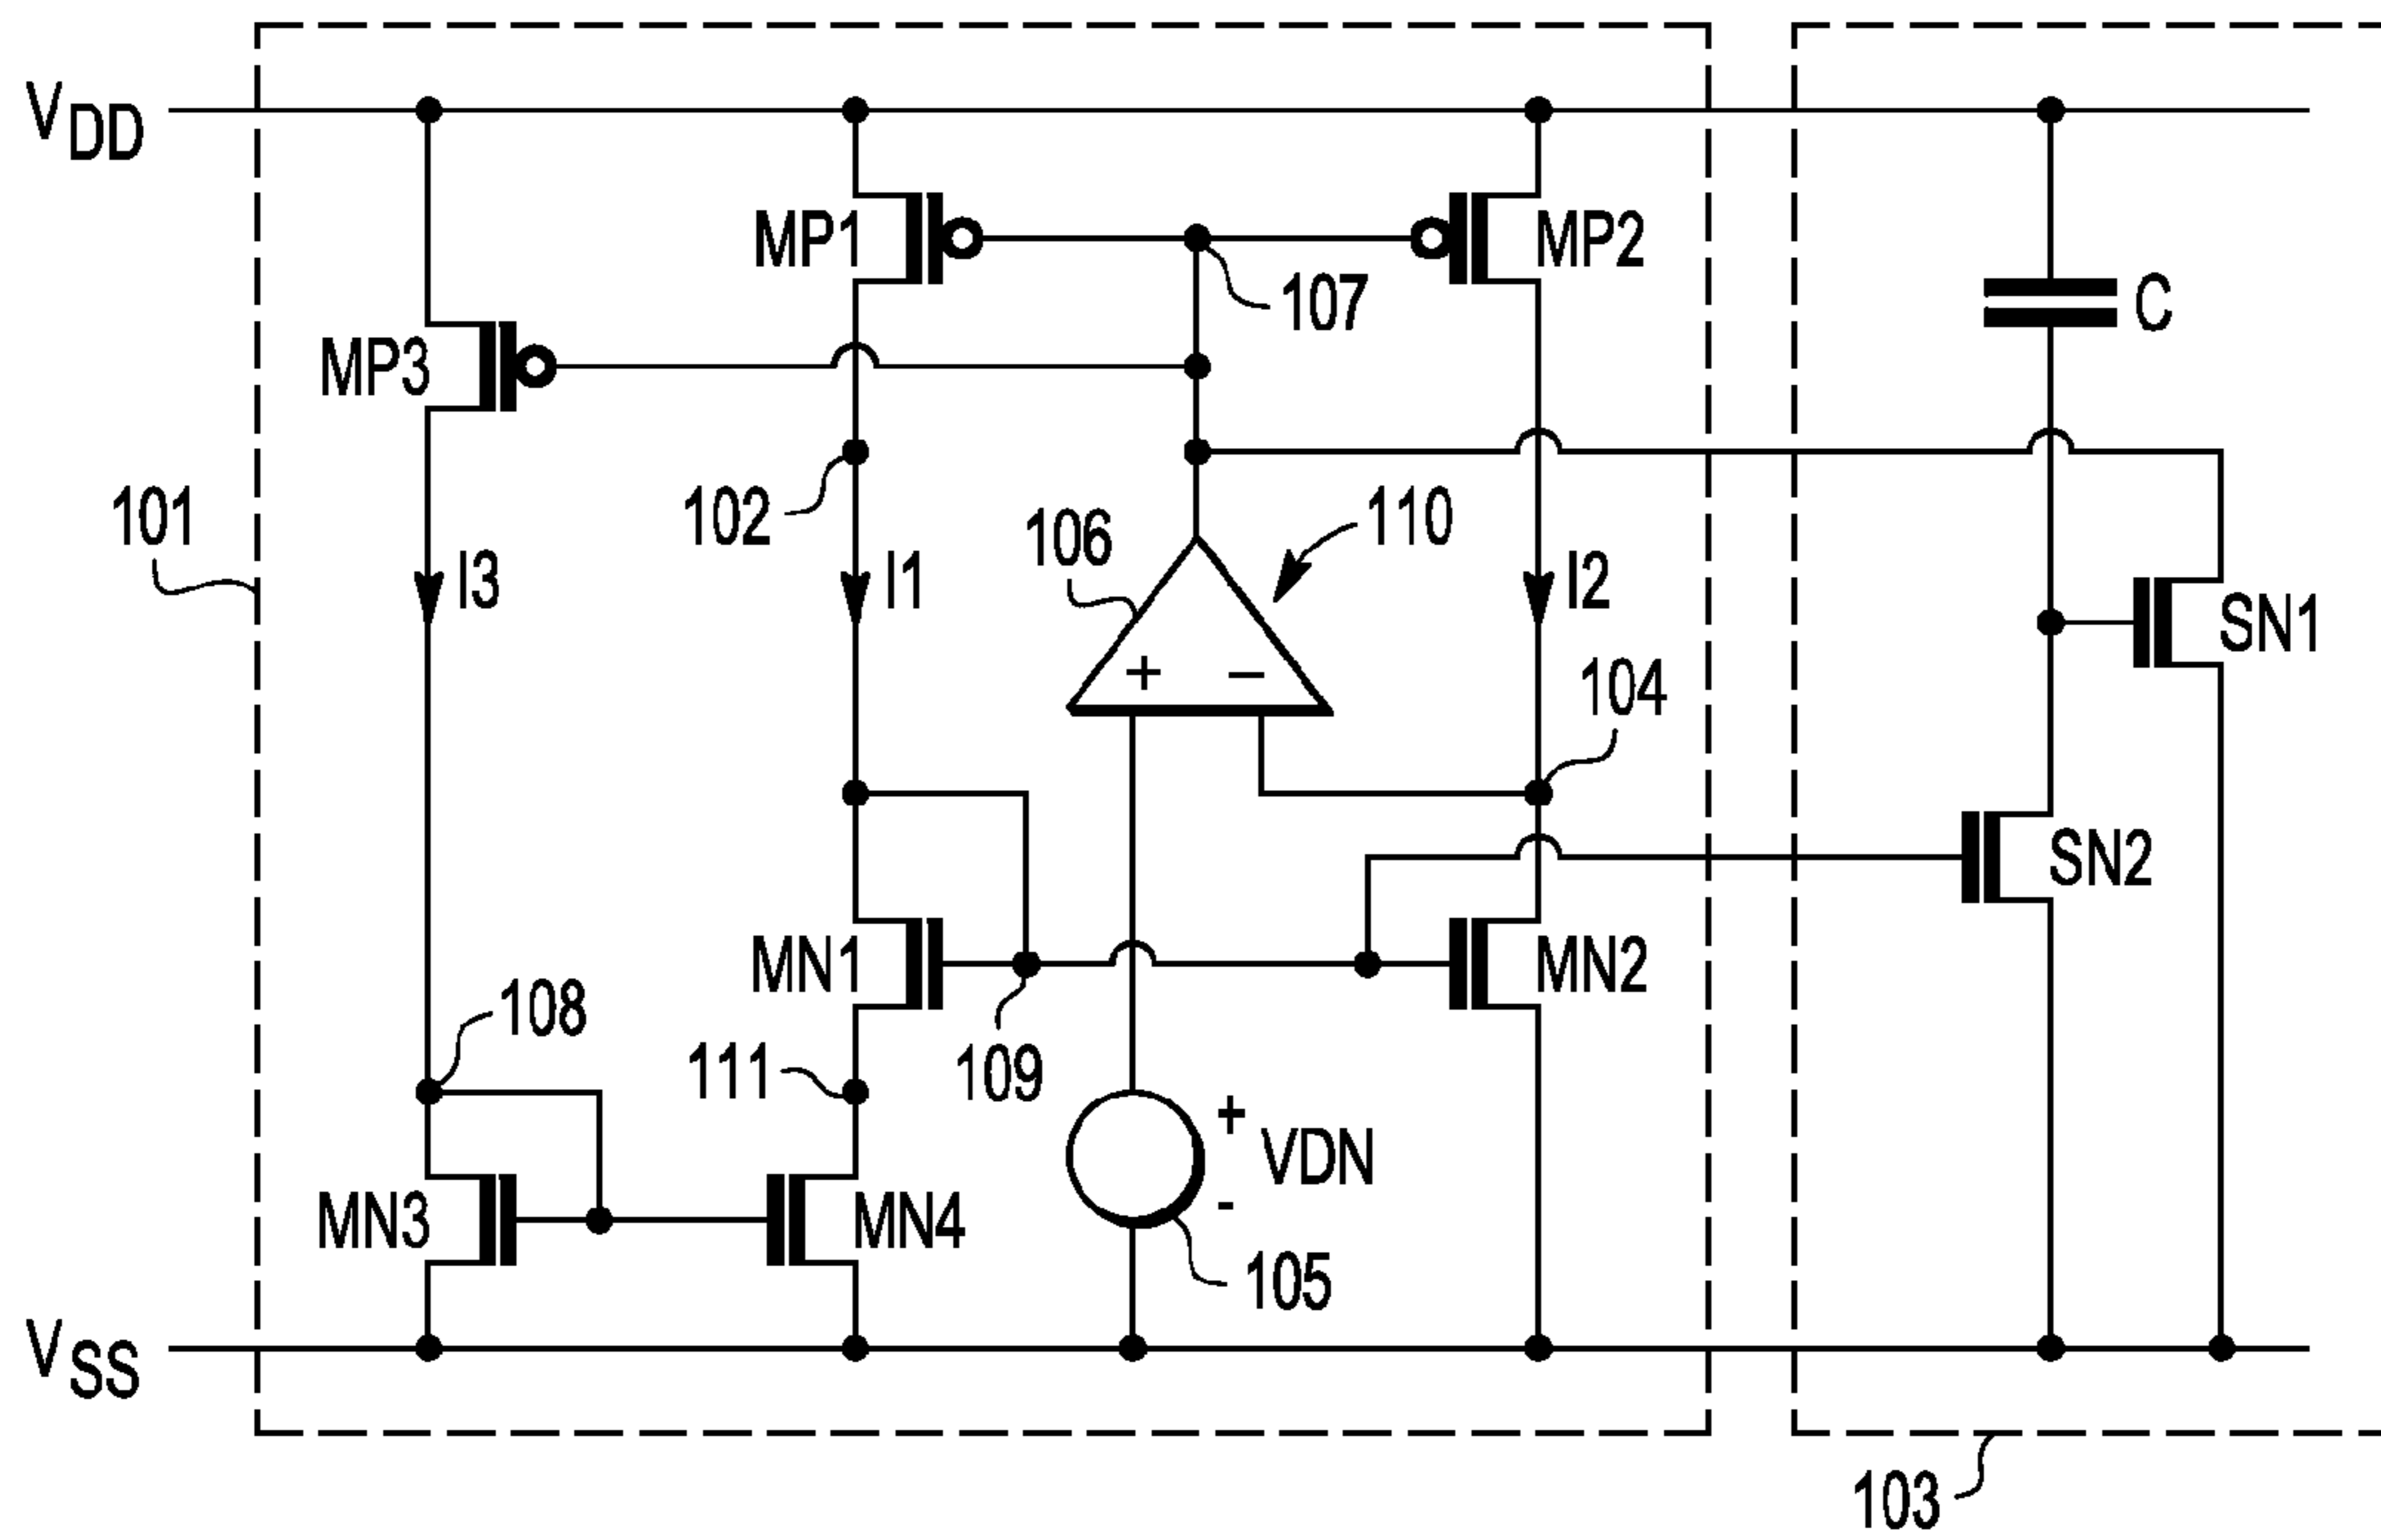 VDD
MP1
MP2
107
C
MP3
101
102
106
110
I3
I1
I2
SN1
+ −
104
SN2
MN1
MN2
108
111
109
+
VDN
-
MN3
MN4
105
VSS
103